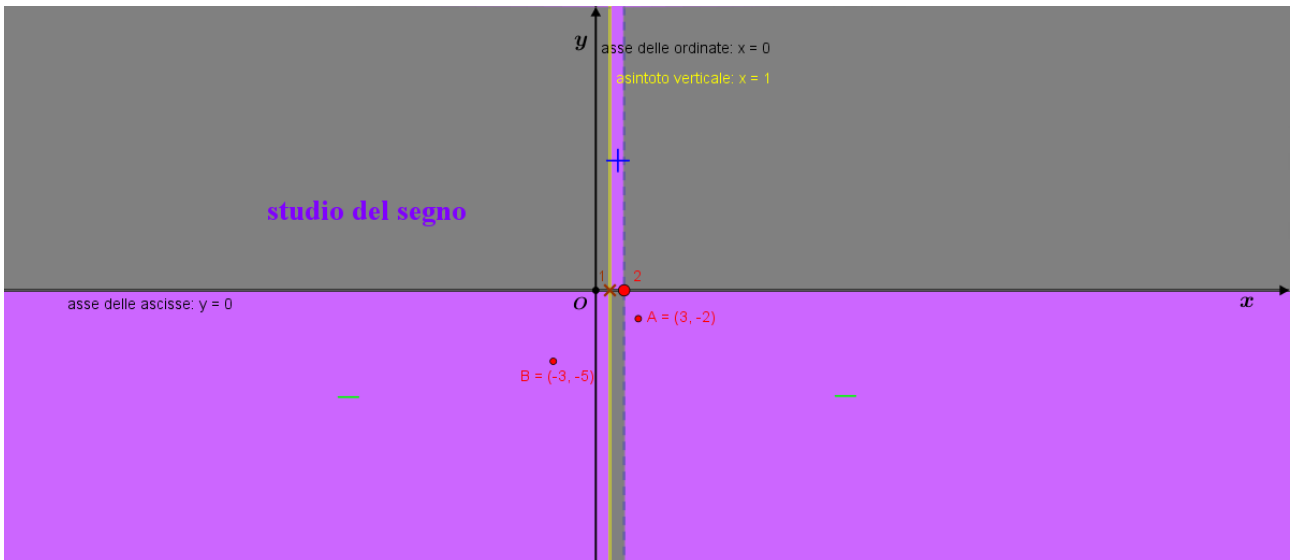 y
asse delle ordinate: x = 0
asintoto verticale: x = 1
+
studio del segno
1 2
asse delle ascisse: y = 0
O
x
A = (3, -2)
B = (-3, -5)
— —